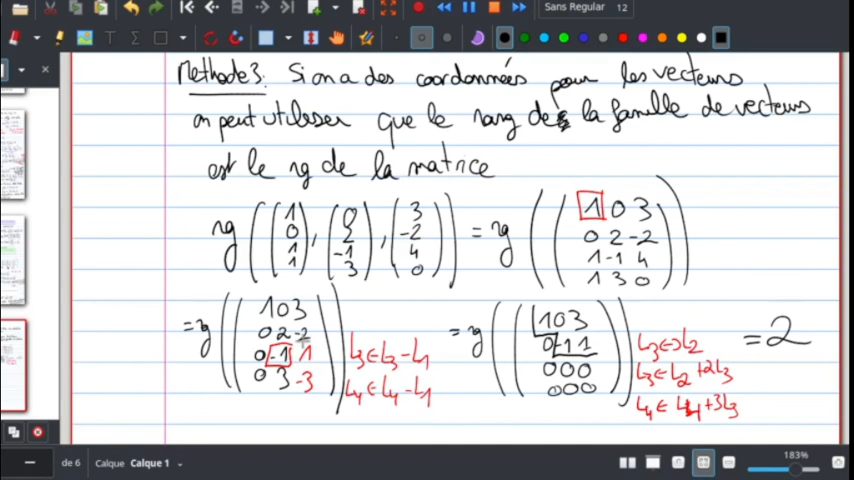 Sans Regular 12
Methode 3: Si on a des coordonnées pour les vecteurs
on peut utiliser que le rang de la famille de vecteurs
est le rg de la matrice
rg ( ( 1 0 1 1 ) , ( 0 2 -1 3 ) , ( 3 -2 4 0 ) ) = rg ( (
1 0 3
0 2 -2
1 -1 4
1 3 0
) )
= rg ( (
1 0 3
0 2 -2
0 -1 1
0 3 -3
) ) L3 ← L3 - L1
L4 ← L4 - L1
= rg ( (
1 0 3
0 -1 1
0 0 0
0 0 0
) ) L3 ↔ L2
L3 ← L2 + 2L3
L4 ← L4 + 3L3
= 2
de 6 Calque Calque 1 183%